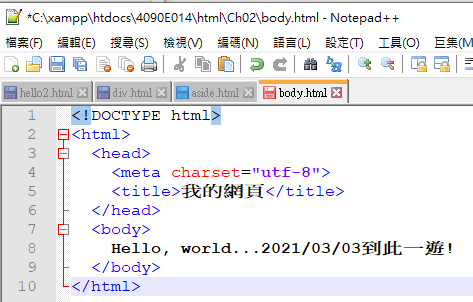 *C:\xampp\htdocs\4090E014\html\Ch02\body.html - Notepad++
檔案(F) 編輯(E) 搜尋(S) 檢視(V) 編碼(N) 語言(L) 設定(T) 工具(O) 巨集(M
hello2.html div.html aside.html body.html
1 <!DOCTYPE html>
2 <html>
3 <head>
4 <meta charset="utf-8">
5 <title>我的網頁</title>
6 </head>
7 <body>
8 Hello, world...2021/03/03到此一遊!
9 </body>
10 </html>